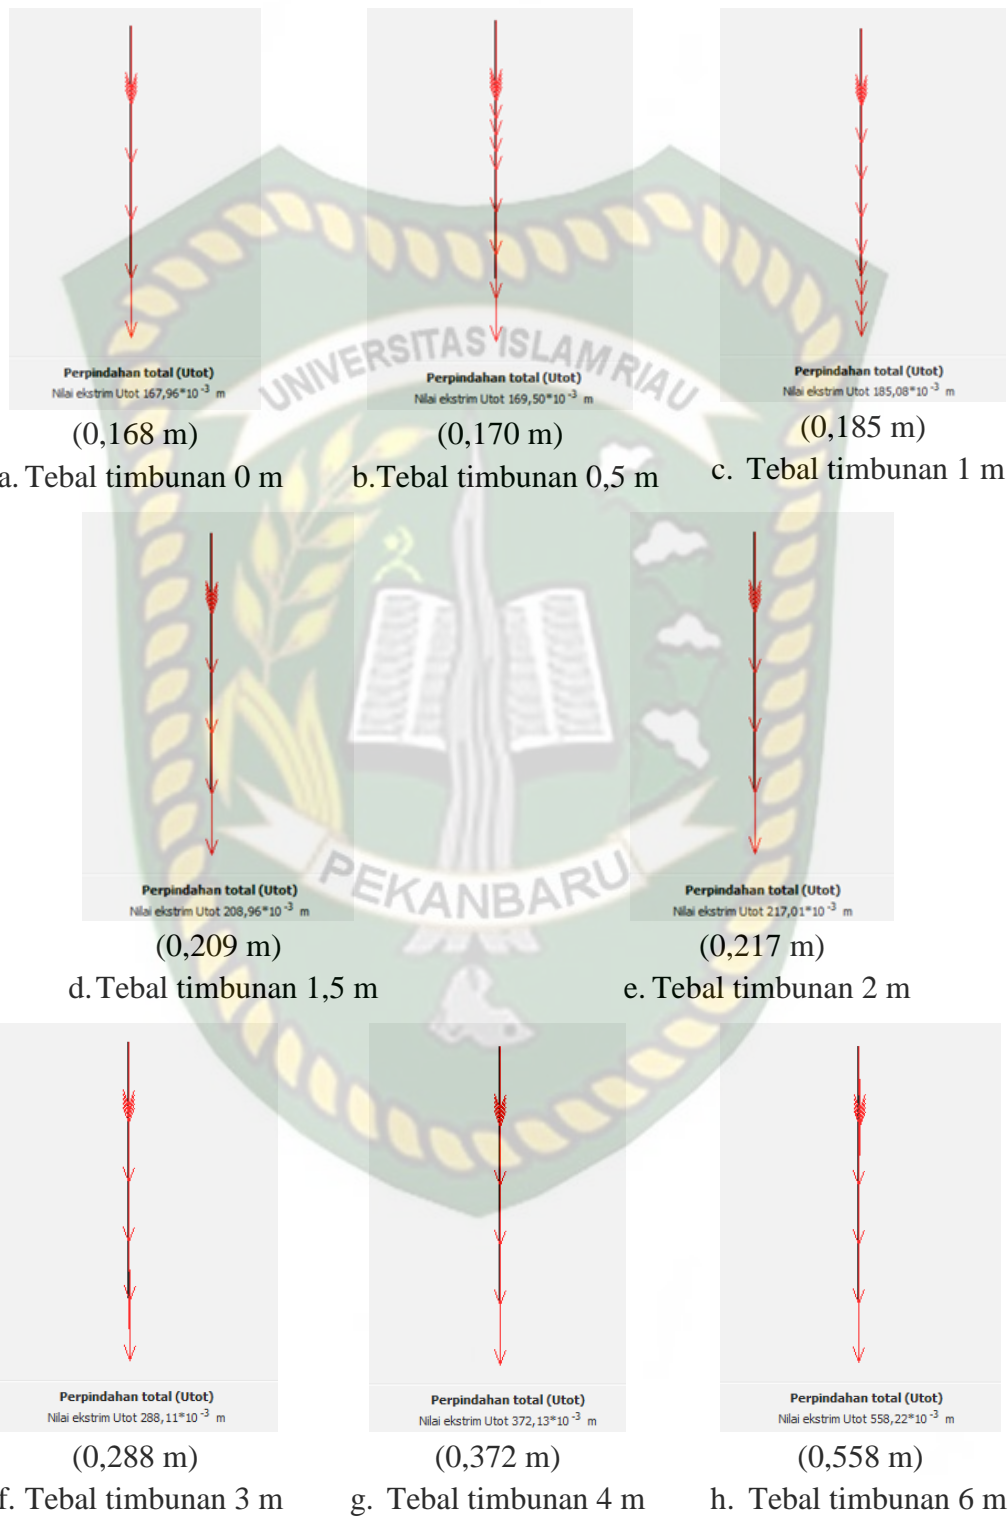 Perpindahan total (Utot)
Nilai ekstrim Utot 167,96*10⁻³ m
(0,168 m)
a. Tebal timbunan 0 m
Perpindahan total (Utot)
Nilai ekstrim Utot 169,50*10⁻³ m
(0,170 m)
b.Tebal timbunan 0,5 m
Perpindahan total (Utot)
Nilai ekstrim Utot 185,08*10⁻³ m
(0,185 m)
c. Tebal timbunan 1 m
UNIVERSITAS ISLAM RIAU
Perpindahan total (Utot)
Nilai ekstrim Utot 208,96*10⁻³ m
(0,209 m)
d. Tebal timbunan 1,5 m
Perpindahan total (Utot)
Nilai ekstrim Utot 217,01*10⁻³ m
(0,217 m)
e. Tebal timbunan 2 m
PEKANBARU
Perpindahan total (Utot)
Nilai ekstrim Utot 288,11*10⁻³ m
(0,288 m)
f. Tebal timbunan 3 m
Perpindahan total (Utot)
Nilai ekstrim Utot 372,13*10⁻³ m
(0,372 m)
g. Tebal timbunan 4 m
Perpindahan total (Utot)
Nilai ekstrim Utot 558,22*10⁻³ m
(0,558 m)
h. Tebal timbunan 6 m